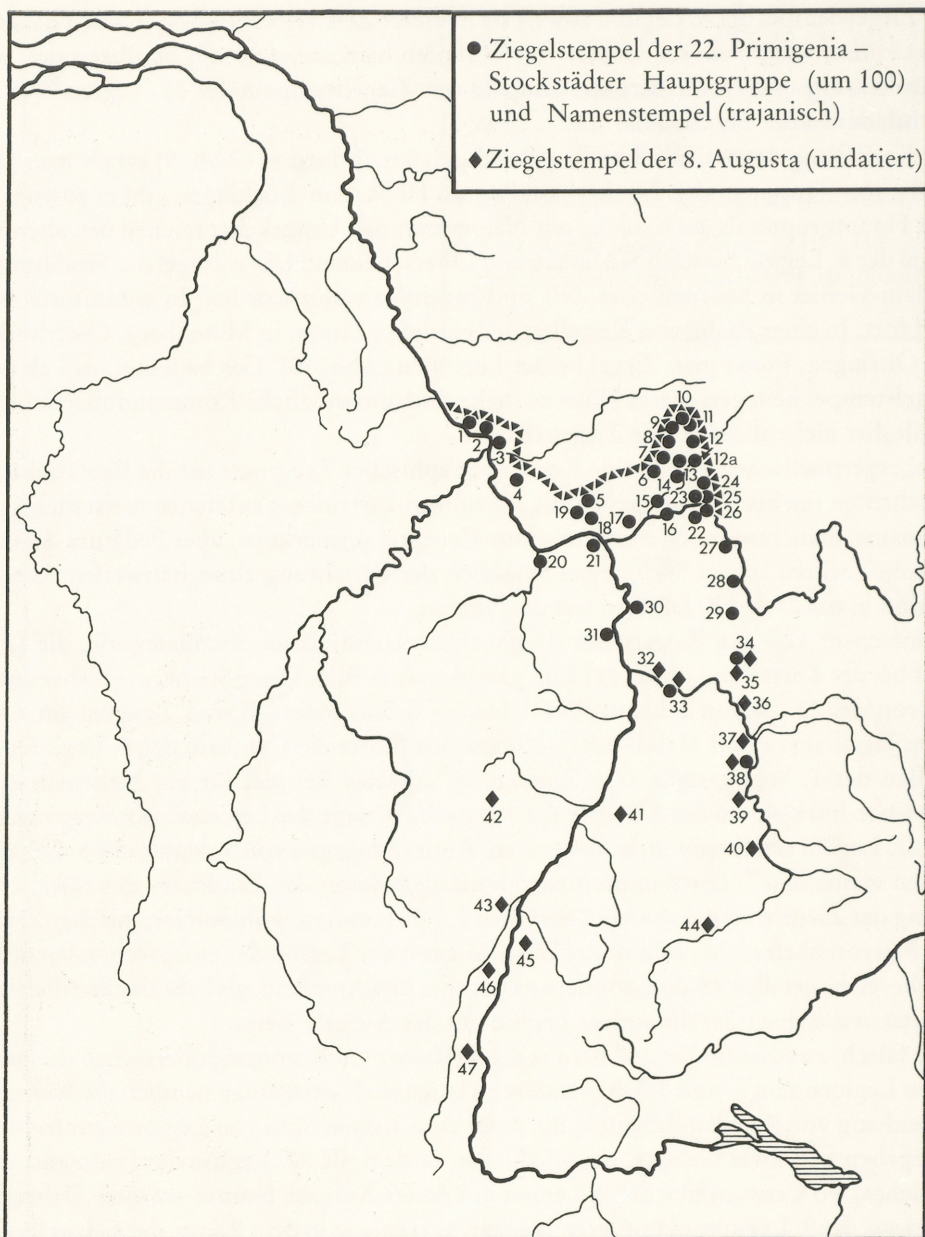 ● Ziegelstempel der 22. Primigenia –
Stockstädter Hauptgruppe (um 100)
und Namenstempel (trajanisch)
♦ Ziegelstempel der 8. Augusta (undatiert)
10
9 11
8 12
7
1 2 3
6 14 13 12a
4
24
5 15 23 25
19 17 16 26
18 22
20 21 27
28
30 29
31
32 34
33 35
36
37
38
42 41 39
40
43
44
45
46
47